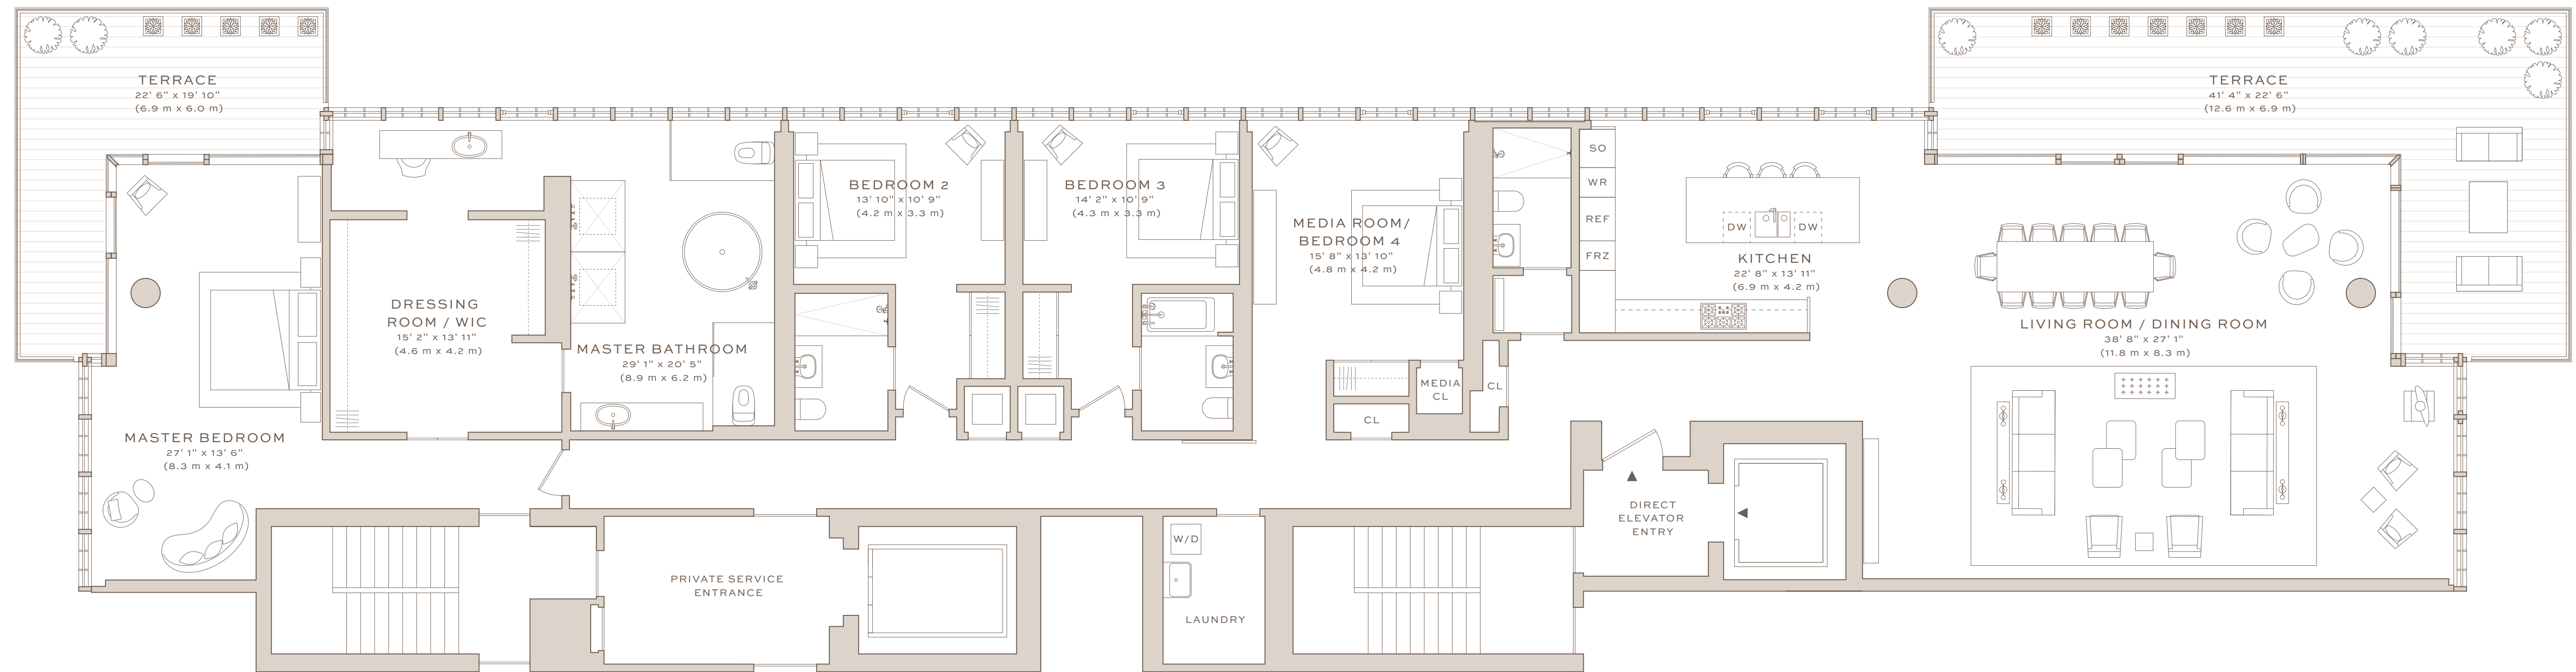 TERRACE
22' 6" x 19' 10"
(6.9 m x 6.0 m)
TERRACE
41' 4" x 22' 6"
(12.6 m x 6.9 m)
BEDROOM 2
13' 10" x 10' 9"
(4.2 m x 3.3 m)
BEDROOM 3
14' 2" x 10' 9"
(4.3 m x 3.3 m)
MEDIA ROOM/
BEDROOM 4
15' 8" x 13' 10"
(4.8 m x 4.2 m)
SO
WR
REF
FRZ
DW
DW
KITCHEN
22' 8" x 13' 11"
(6.9 m x 4.2 m)
DRESSING
ROOM / WIC
15' 2" x 13' 11"
(4.6 m x 4.2 m)
MASTER BATHROOM
29' 1" x 20' 5"
(8.9 m x 6.2 m)
LIVING ROOM / DINING ROOM
38' 8" x 27' 1"
(11.8 m x 8.3 m)
MEDIA
CL
CL
CL
MASTER BEDROOM
27' 1" x 13' 6"
(8.3 m x 4.1 m)
DIRECT
ELEVATOR
ENTRY
W/D
PRIVATE SERVICE
ENTRANCE
LAUNDRY